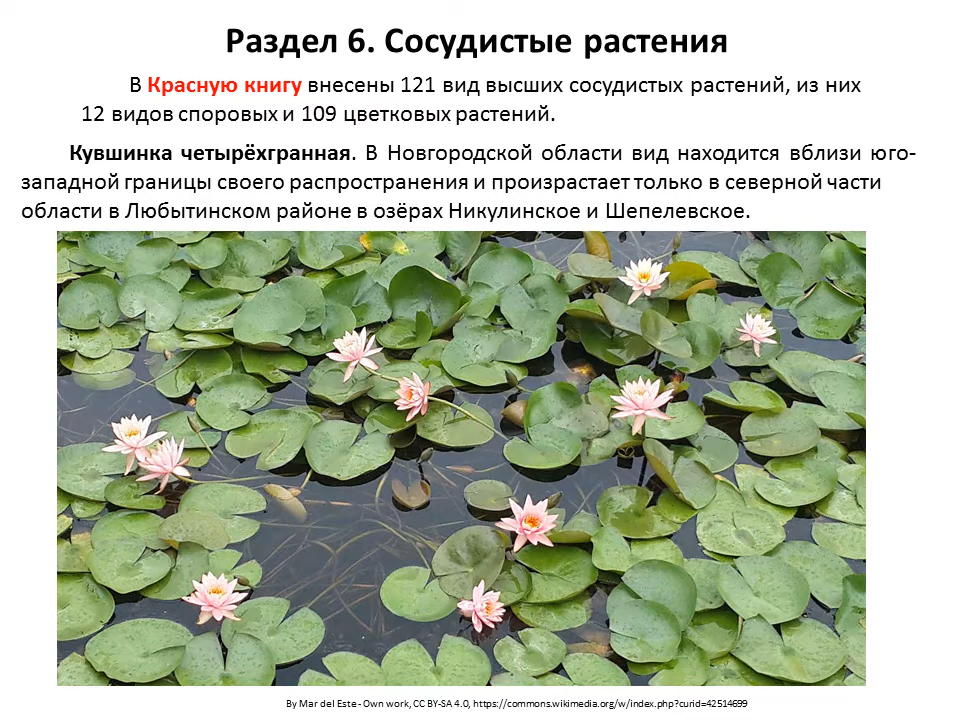 Раздел 6. Сосудистые растения
В Красную книгу внесены 121 вид высших сосудистых растений, из них
12 видов споровых и 109 цветковых растений.
Кувшинка четырёхгранная. В Новгородской области вид находится вблизи юго-
западной границы своего распространения и произрастает только в северной части
области в Любытинском районе в озёрах Никулинское и Шепелевское.
By Mar del Este - Own work, CC BY-SA 4.0, https://commons.wikimedia.org/w/index.php?curid=42514699